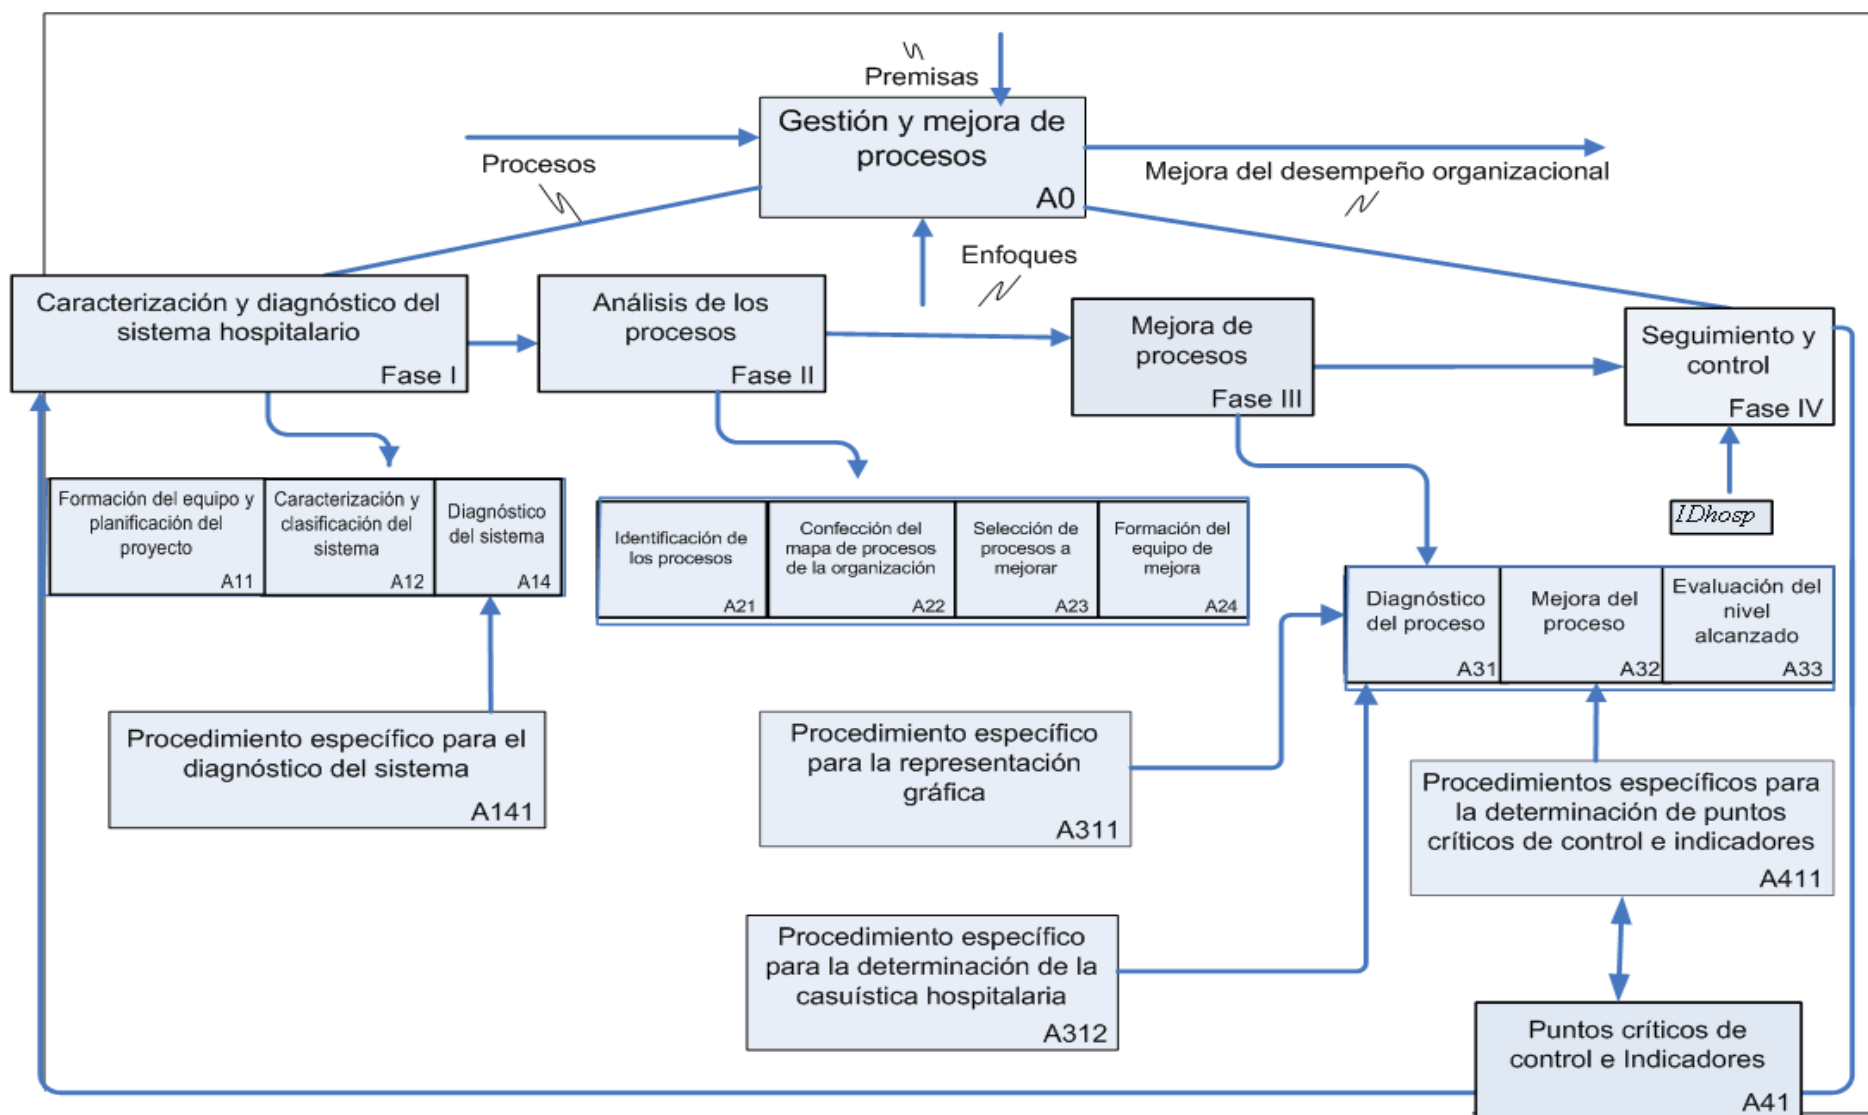 Premisas
Gestión y mejora de
procesos
A0
Procesos
Mejora del desempeño organizacional
Enfoques
Caracterización y diagnóstico del
sistema hospitalario
Fase I
Análisis de los
procesos
Fase II
Mejora de
procesos
Fase III
Seguimiento y
control
Fase IV
IDhosp
Formación del equipo y
planificación del
proyecto
A11
Caracterización y
clasificación del
sistema
A12
Diagnóstico
del sistema
A14
Identificación de
los procesos
A21
Confección del
mapa de procesos
de la organización
A22
Selección de
procesos a
mejorar
A23
Formación del
equipo de
mejora
A24
Diagnóstico
del proceso
A31
Mejora del
proceso
A32
Evaluación del
nivel
alcanzado
A33
Procedimiento específico para el
diagnóstico del sistema
A141
Procedimiento específico
para la representación
gráfica
A311
Procedimientos específicos para
la determinación de puntos
críticos de control e indicadores
A411
Procedimiento específico
para la determinación de la
casuística hospitalaria
A312
Puntos críticos de
control e Indicadores
A41